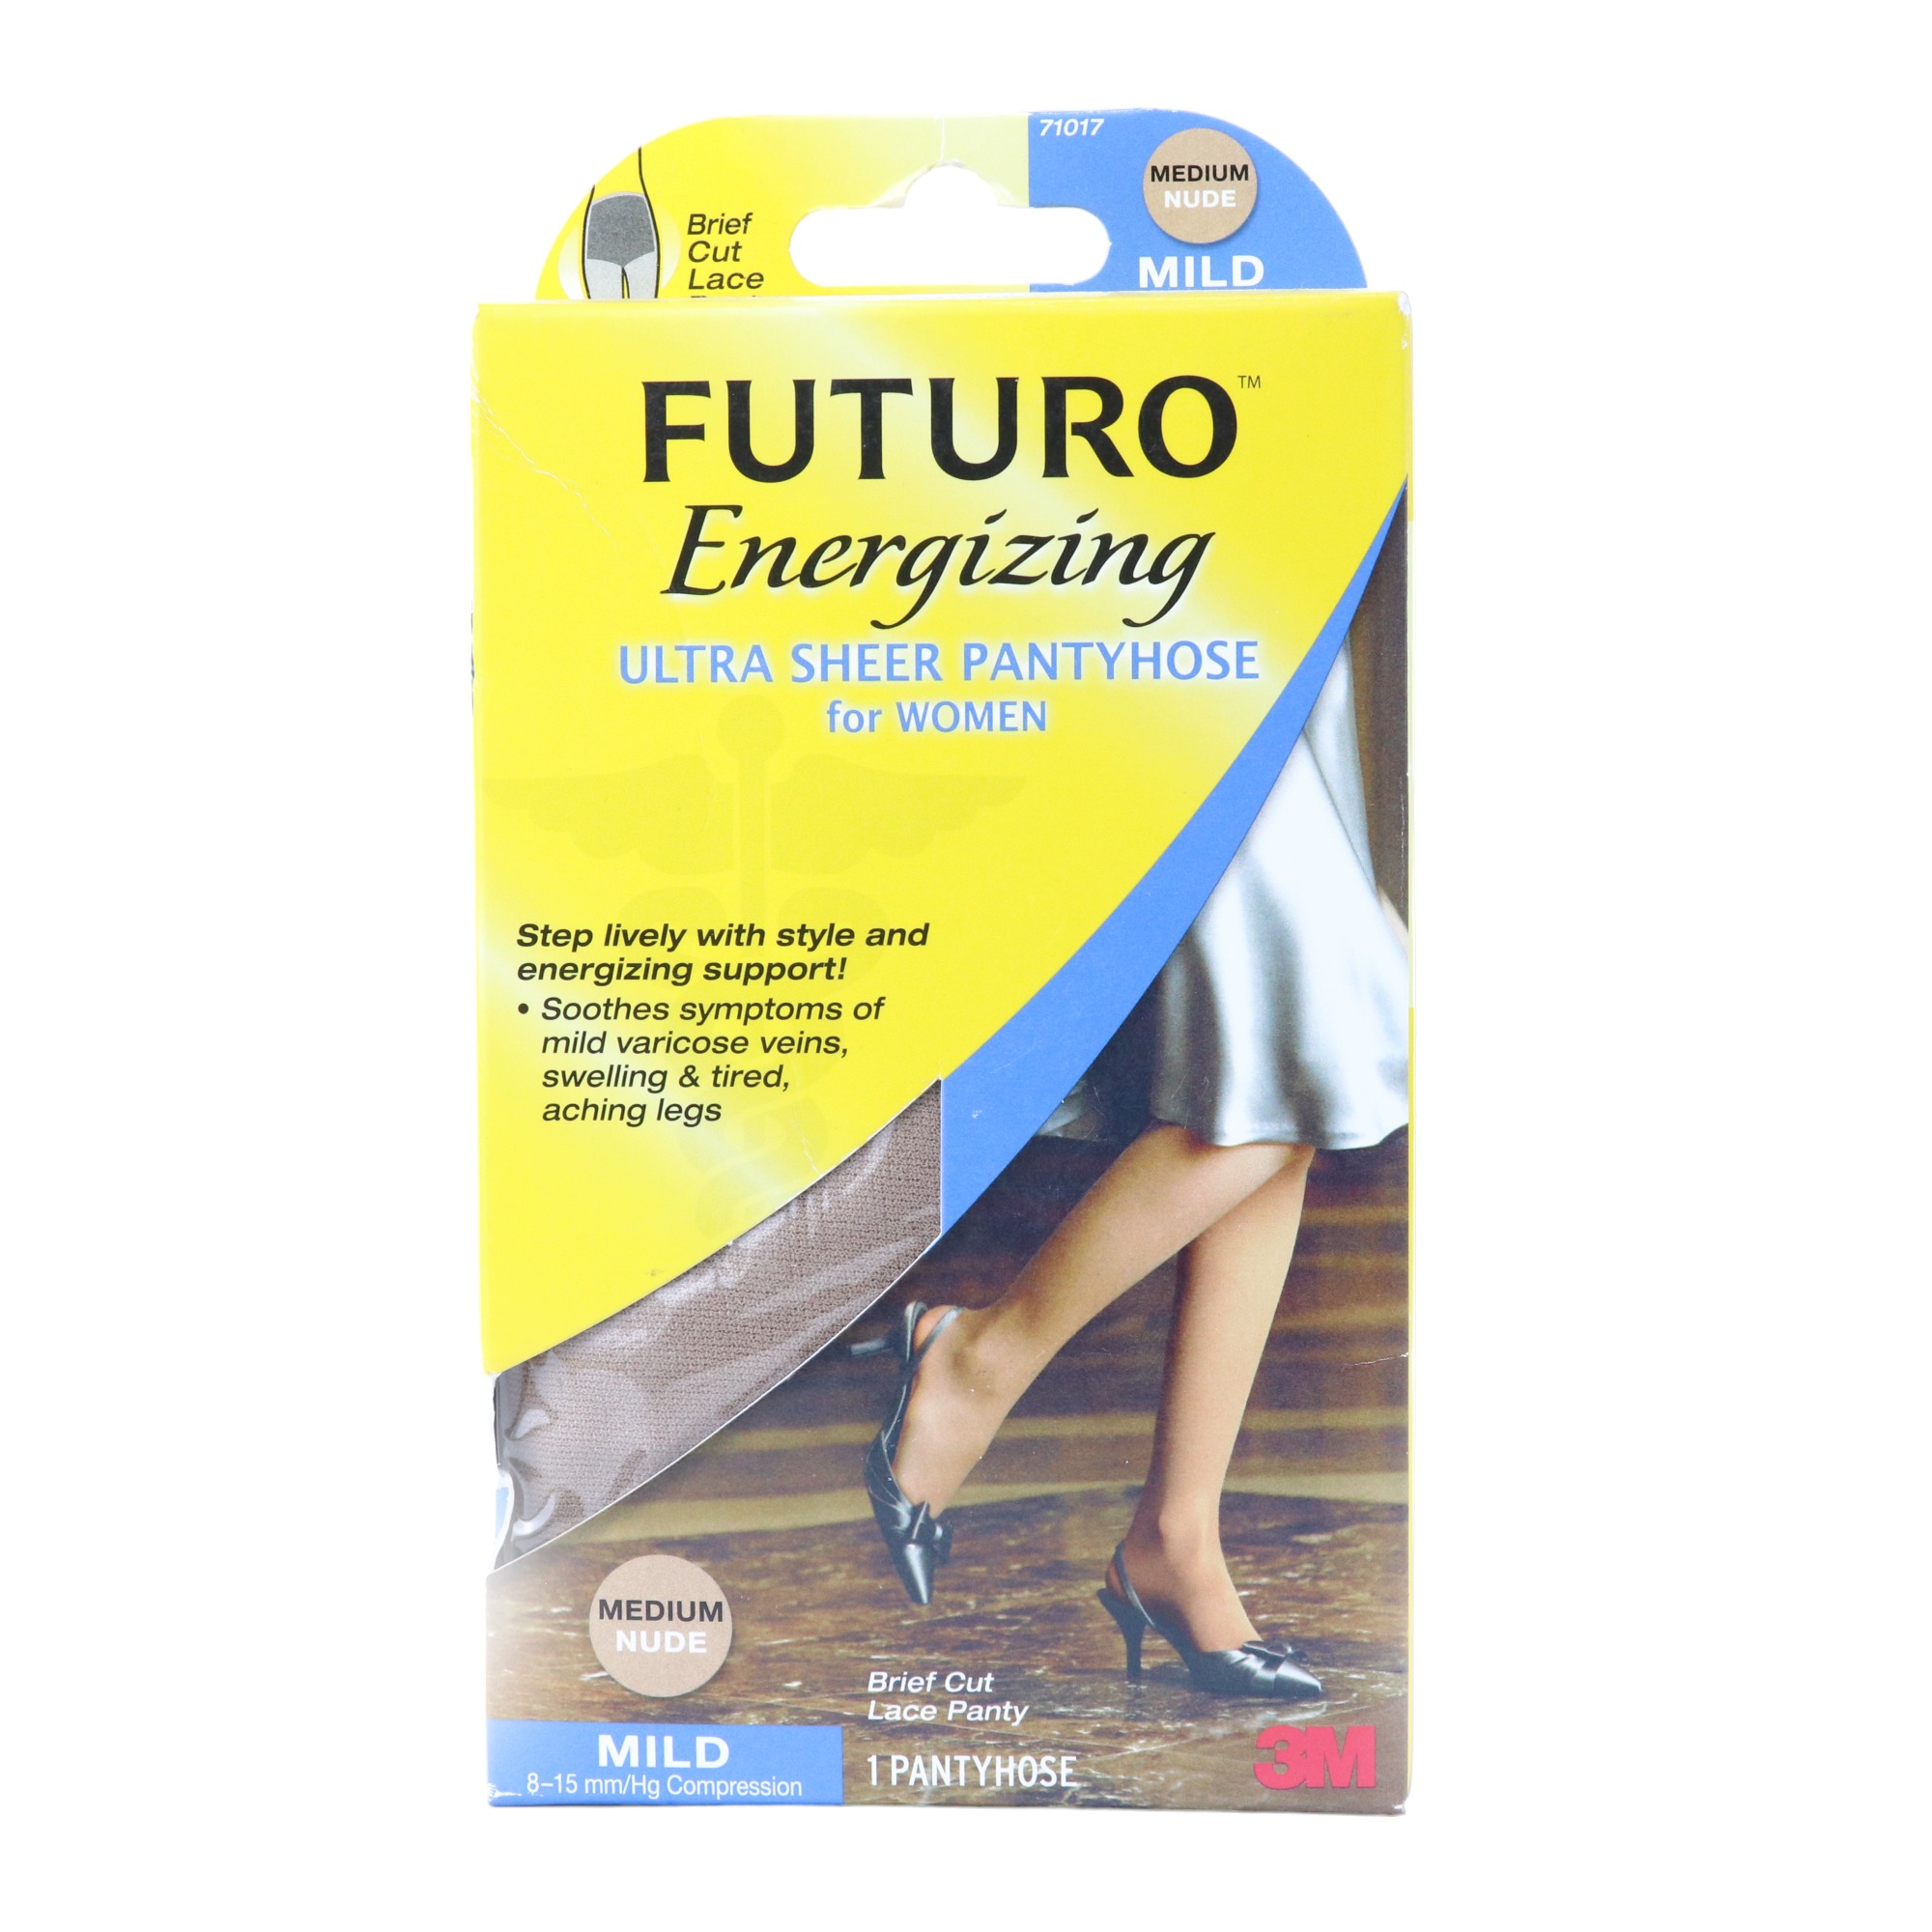 71017
MEDIUM
NUDE
MILD
Brief
Cut
Lace
FUTURO™
Energizing
ULTRA SHEER PANTYHOSE
for WOMEN
Step lively with style and
energizing support!
• Soothes symptoms of
mild varicose veins,
swelling & tired,
aching legs
MEDIUM
NUDE
MILD
8–15 mm/Hg Compression
Brief Cut
Lace Panty
1 PANTYHOSE
3M